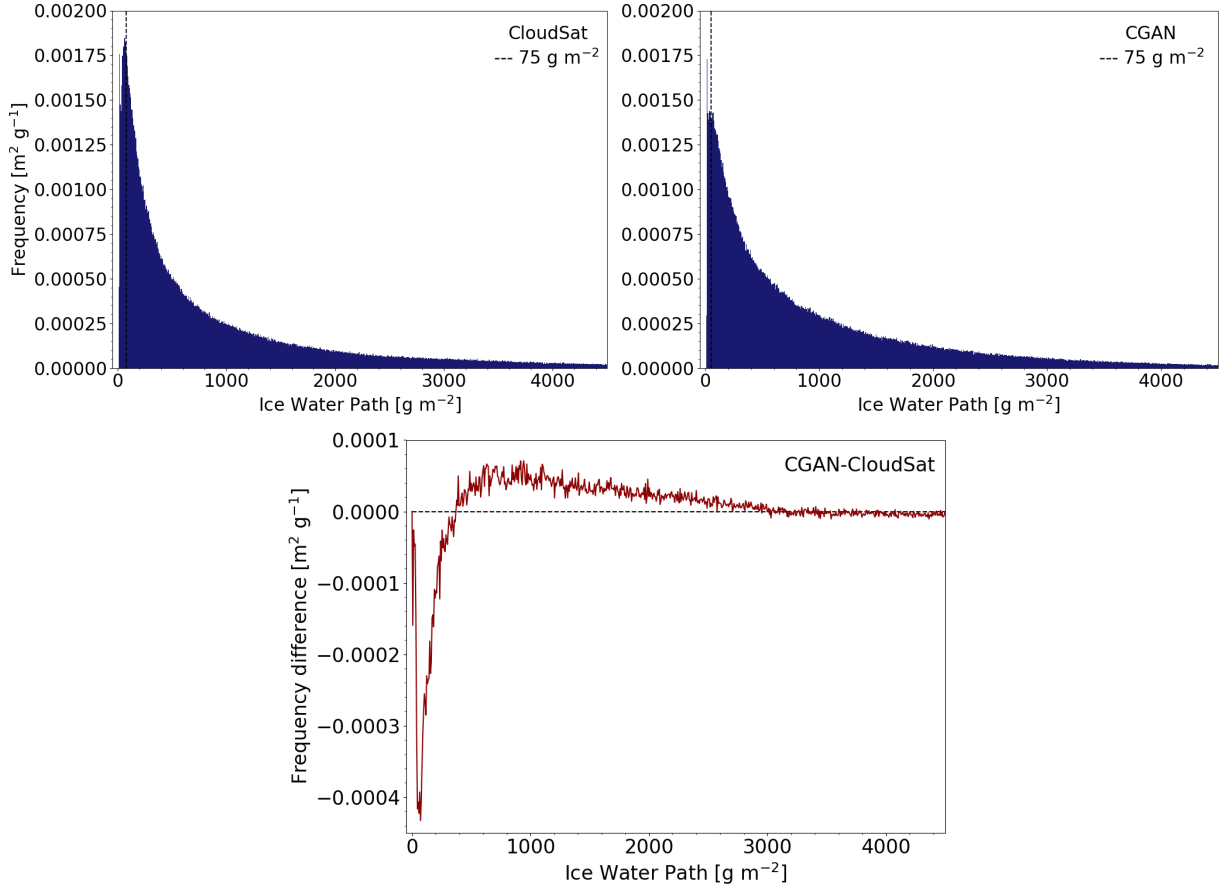 CloudSat
--- 75 g m⁻²
0.00200
0.00175
0.00150
0.00125
0.00100
0.00075
0.00050
0.00025
0.00000
Frequency [m² g⁻¹]
0 1000 2000 3000 4000
Ice Water Path [g m⁻²]
CGAN
--- 75 g m⁻²
0.00200
0.00175
0.00150
0.00125
0.00100
0.00075
0.00050
0.00025
0.00000
0 1000 2000 3000 4000
Ice Water Path [g m⁻²]
CGAN-CloudSat
0.0001
0.0000
−0.0001
−0.0002
−0.0003
−0.0004
Frequency difference [m² g⁻¹]
0 1000 2000 3000 4000
Ice Water Path [g m⁻²]